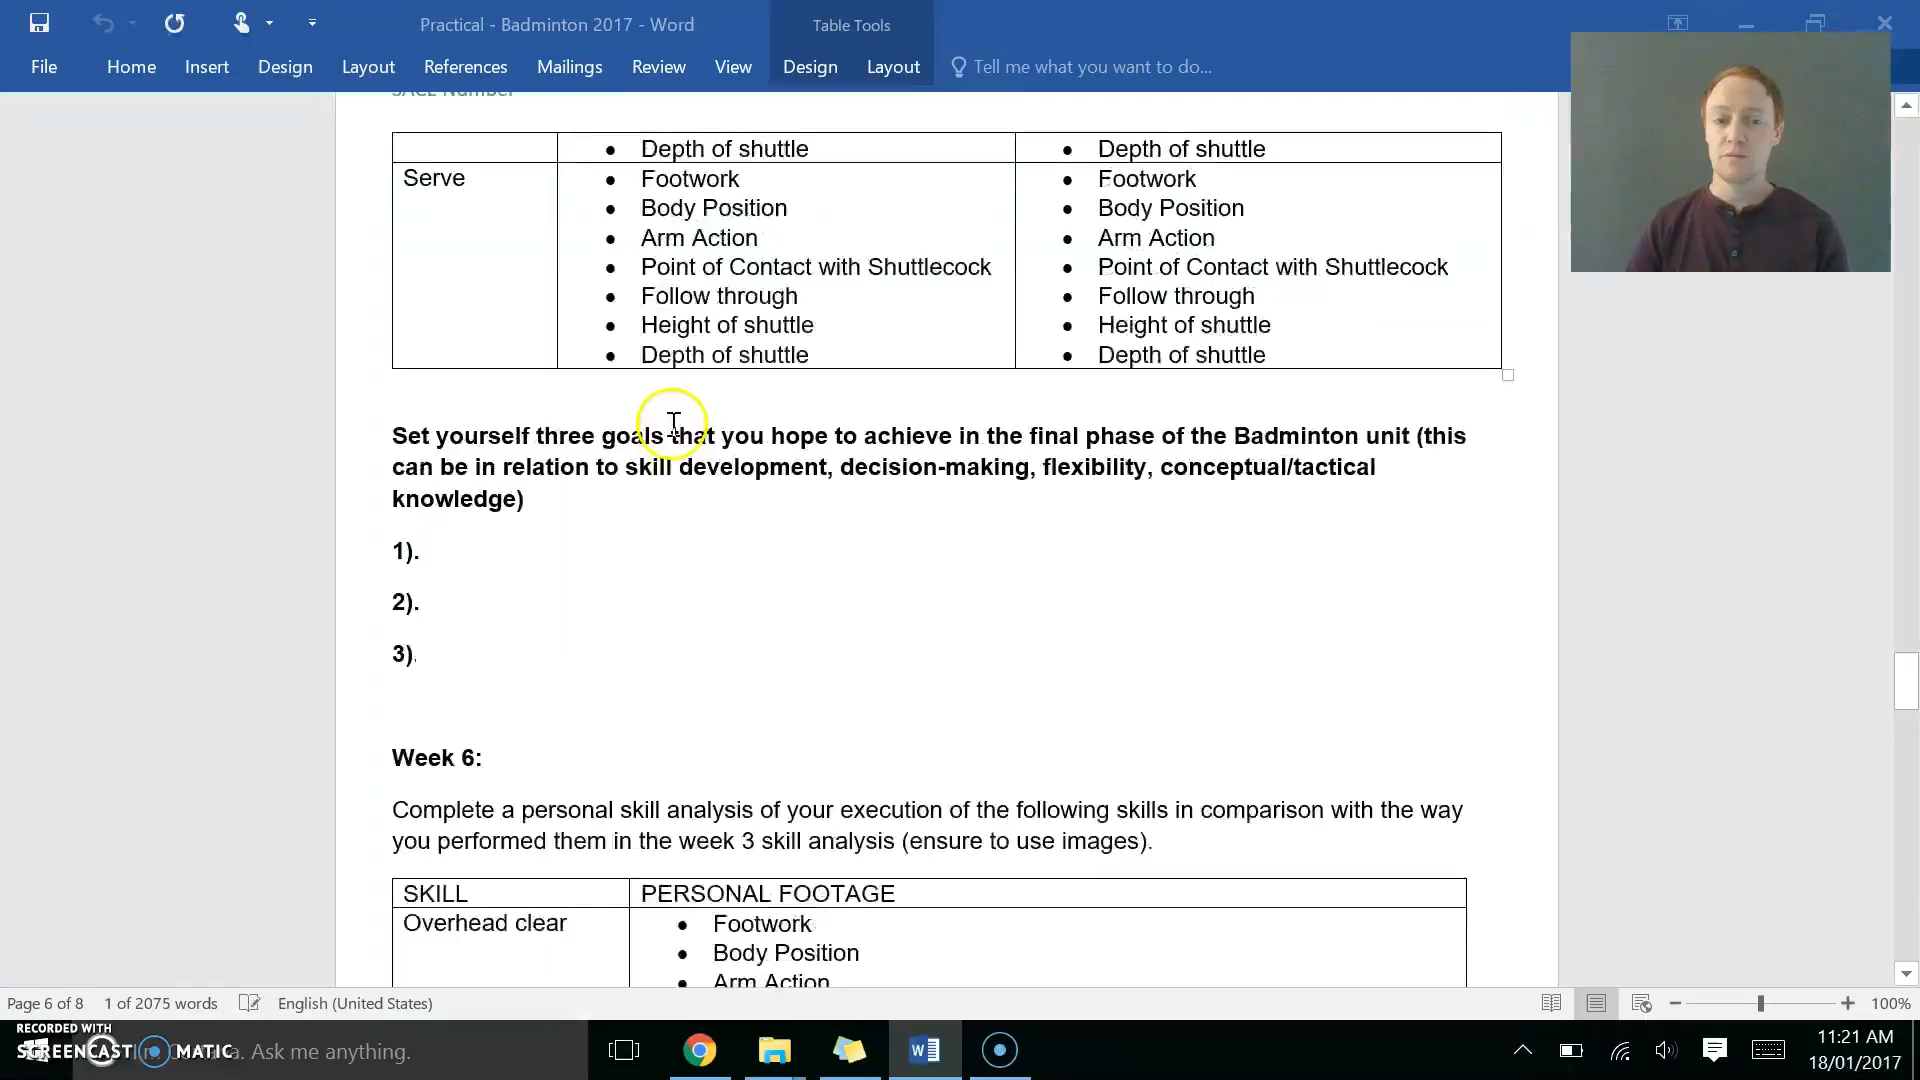 Practical - Badminton 2017 - Word
Table Tools
File Home Insert Design Layout References Mailings Review View Design Layout Tell me what you want to do...
SACE Number
Depth of shuttle Depth of shuttle
Serve
Footwork Footwork
Body Position Body Position
Arm Action Arm Action
Point of Contact with Shuttlecock Point of Contact with Shuttlecock
Follow through Follow through
Height of shuttle Height of shuttle
Depth of shuttle Depth of shuttle
Set yourself three goals that you hope to achieve in the final phase of the Badminton unit (this
can be in relation to skill development, decision-making, flexibility, conceptual/tactical
knowledge)
1).
2).
3).
Week 6:
Complete a personal skill analysis of your execution of the following skills in comparison with the way
you performed them in the week 3 skill analysis (ensure to use images).
SKILL PERSONAL FOOTAGE
Overhead clear
Footwork
Body Position
Arm Action
Page 6 of 8 1 of 2075 words English (United States) 100%
RECORDED WITH
SCREENCAST MATIC
Ask me anything.
11:21 AM
18/01/2017